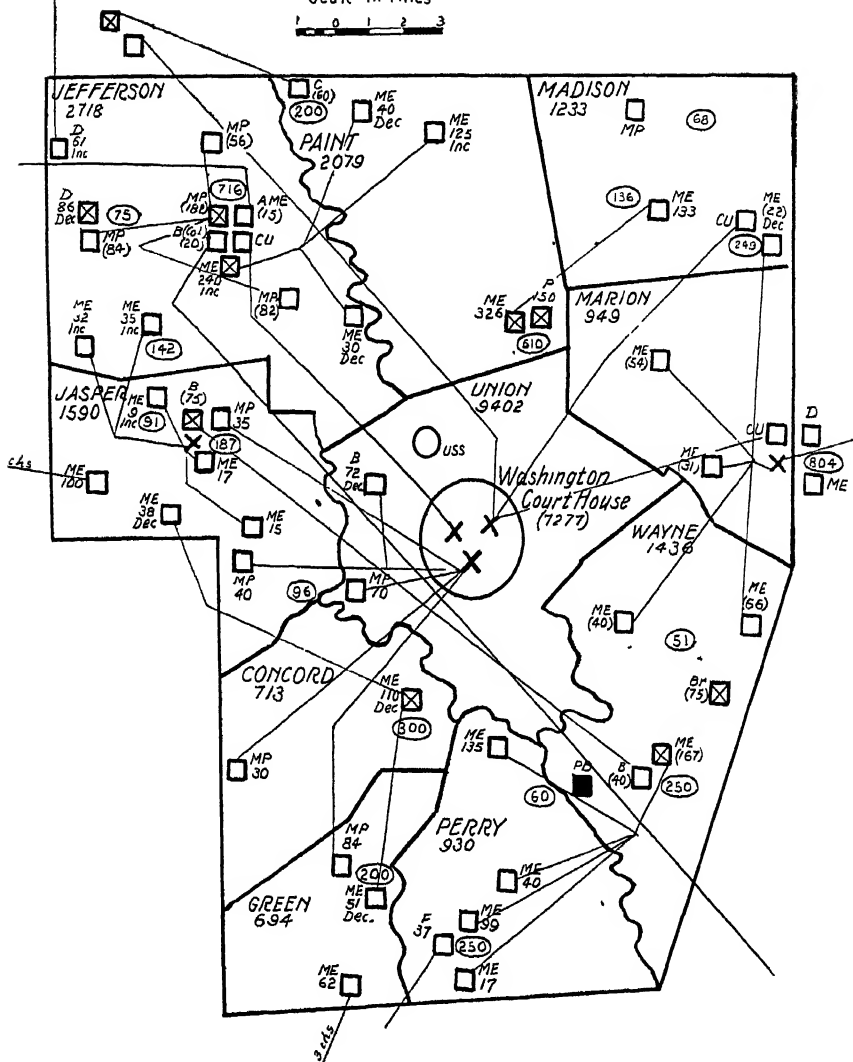 Scale in Miles
1 0 1 2 3
JEFFERSON
2718
D
61
Inc
MP
(56)
C
(60)
200
ME
40
Dec
ME
125
Inc
PAINT
2079
MADISON
1233
MP
68
D
86
Dec
75
MP
(84)
716
MP
(182)
AME
(15)
B(Col)
(20)
CU
ME
240
Inc
MP
(82)
ME
30
Dec
136
ME
133
CU
ME
(22)
Dec
249
ME
326
P
150
610
MARION
949
ME
(54)
ME
32
Inc
ME
35
Inc
142
JASPER
1590
ME
9
Inc
91
B
(75)
MP
35
187
ME
17
UNION
9402
USS
B
72
Dec
Washington
Court House
(7277)
CU
D
804
ME
ME
(31)
chs
ME
100
ME
38
Dec
ME
15
MP
40
96
MP
70
WAYNE
1436
ME
(40)
ME
(66)
51
Br
(75)
CONCORD
713
ME
110
Dec
300
MP
30
ME
135
PB
60
B
(40)
ME
(167)
250
PERRY
930
MP
84
200
ME
51
Dec.
GREEN
694
ME
40
ME
99
F
37
250
ME
17
ME
62
3 chs